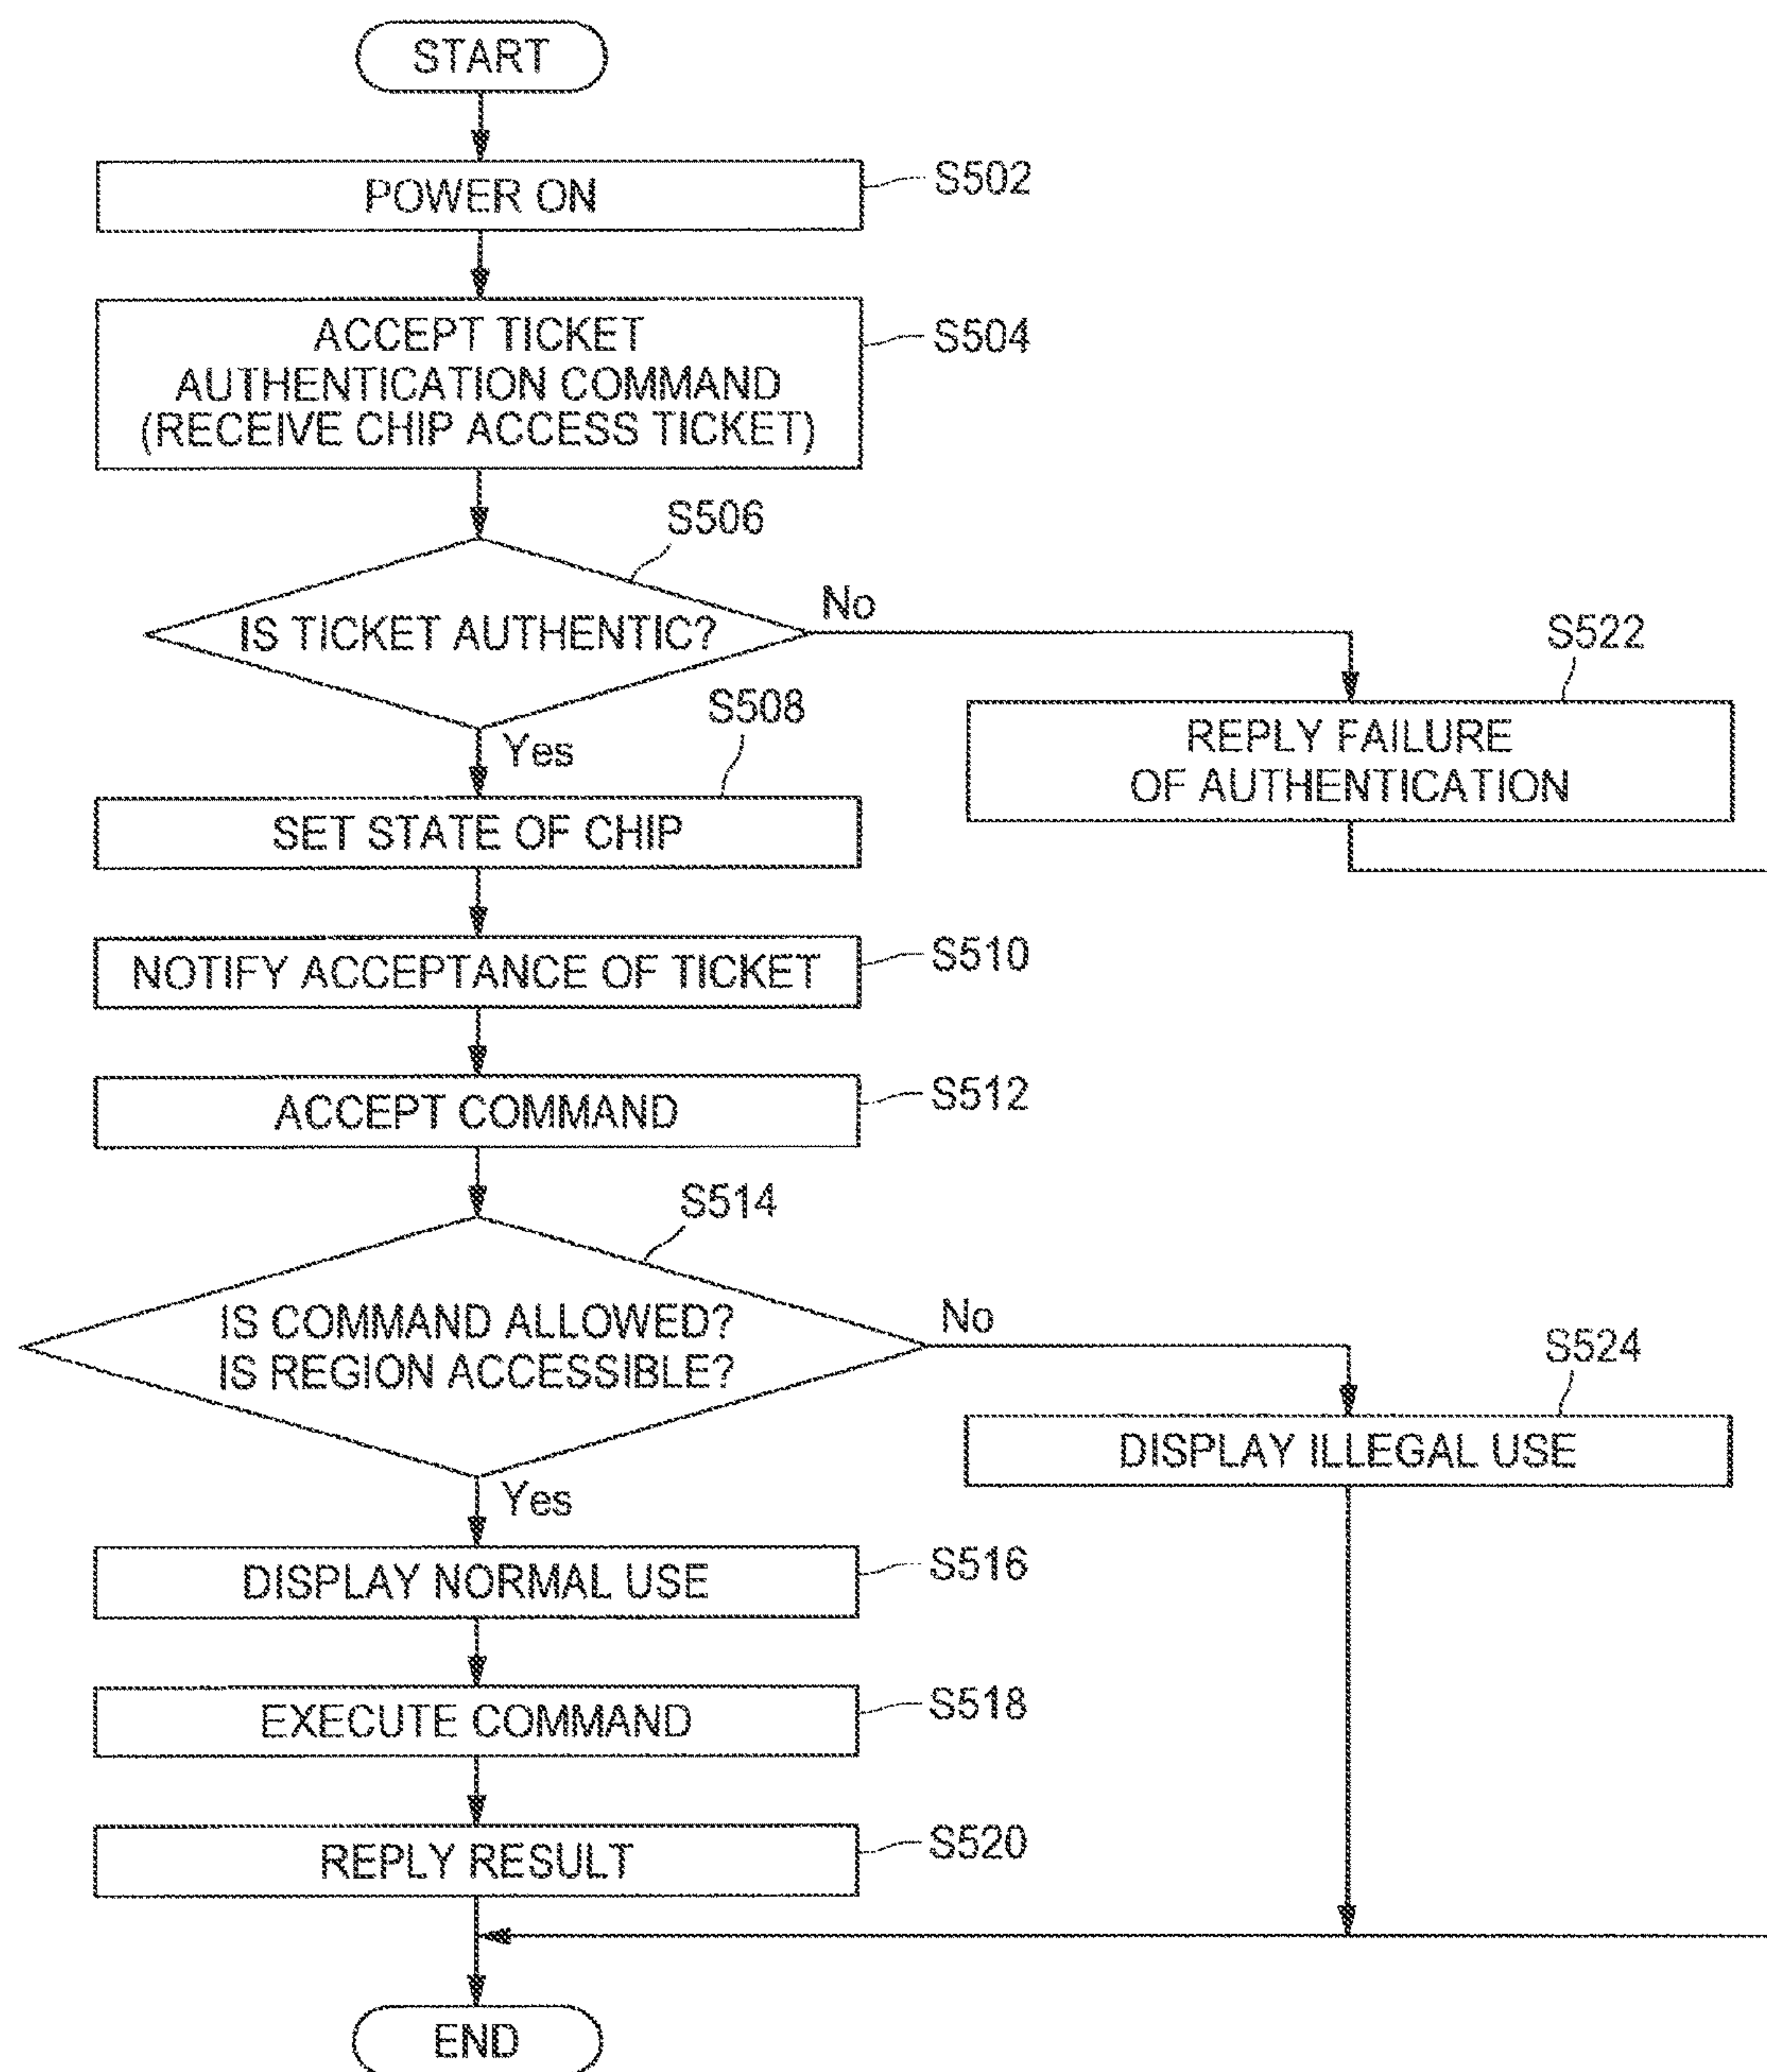 START
POWER ON
S502
ACCEPT TICKET
AUTHENTICATION COMMAND
(RECEIVE CHIP ACCESS TICKET)
S504
S506
IS TICKET AUTHENTIC?
No
Yes
S522
REPLY FAILURE
OF AUTHENTICATION
S508
SET STATE OF CHIP
NOTIFY ACCEPTANCE OF TICKET
S510
ACCEPT COMMAND
S512
S514
IS COMMAND ALLOWED?
IS REGION ACCESSIBLE?
No
Yes
S524
DISPLAY ILLEGAL USE
DISPLAY NORMAL USE
S516
EXECUTE COMMAND
S518
REPLY RESULT
S520
END